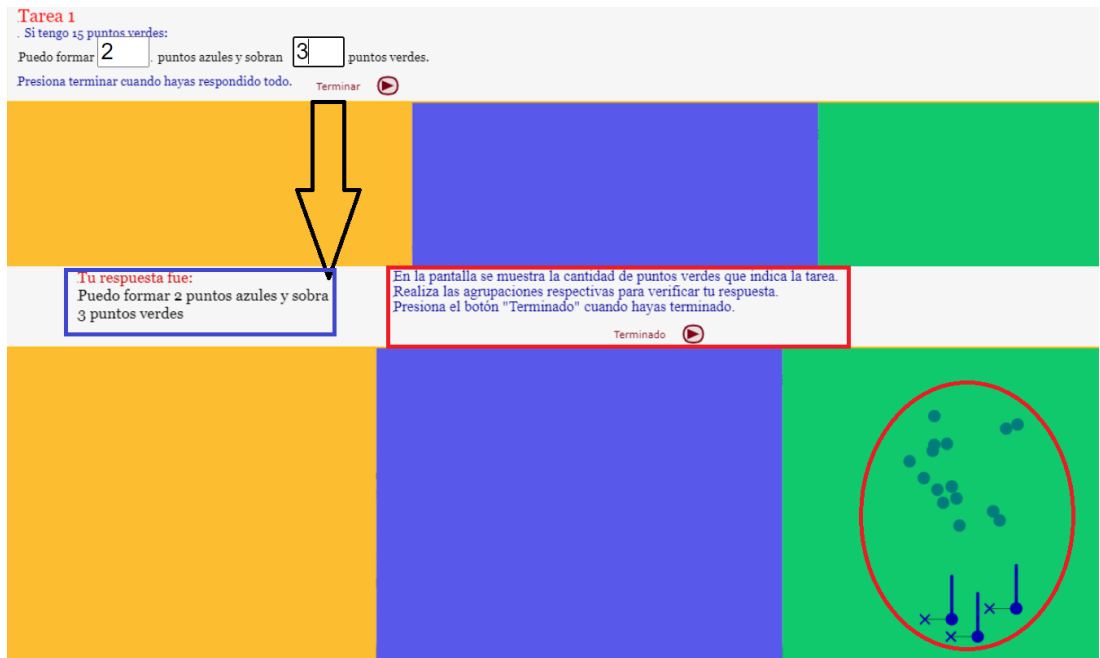 Tarea 1
. Si tengo 15 puntos verdes:
Puedo formar 2 . puntos azules y sobran 3 puntos verdes.
Presiona terminar cuando hayas respondido todo. Terminar
Tu respuesta fue:
Puedo formar 2 puntos azules y sobra
3 puntos verdes
En la pantalla se muestra la cantidad de puntos verdes que indica la tarea.
Realiza las agrupaciones respectivas para verificar tu respuesta.
Presiona el botón "Terminado" cuando hayas terminado.
Terminado